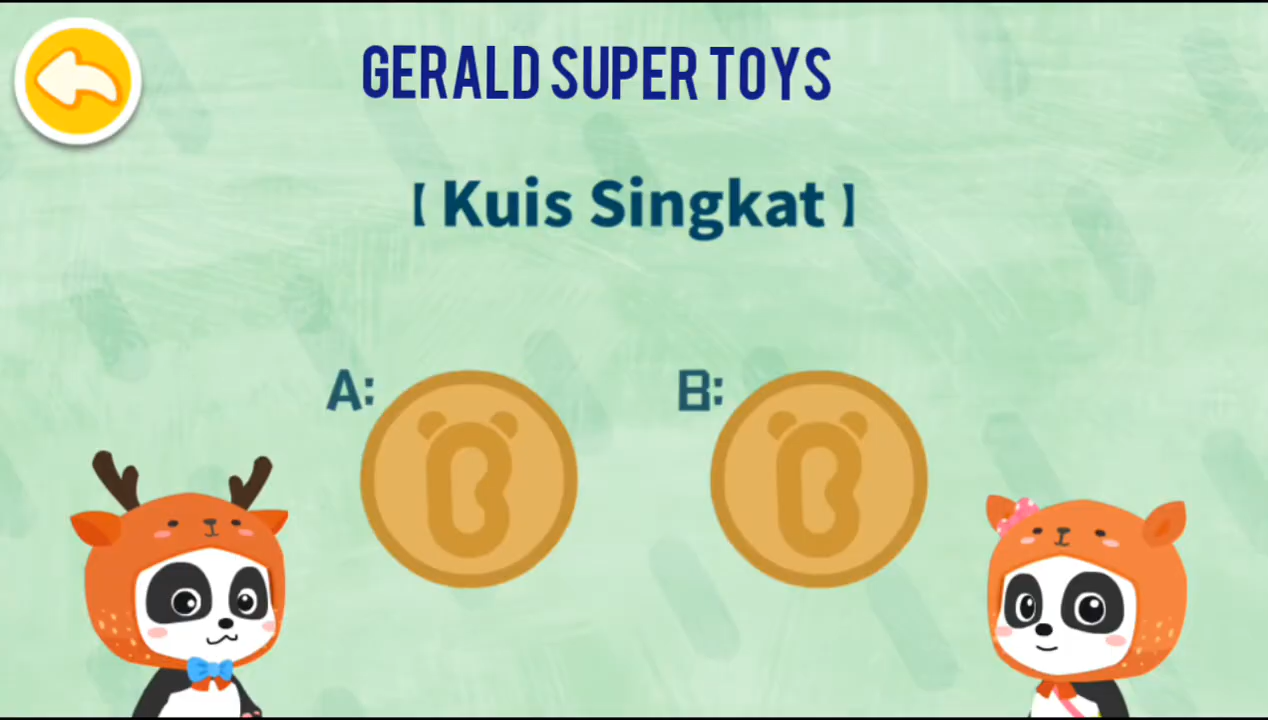 GERALD SUPER TOYS
【 Kuis Singkat 】
A: B
B: B